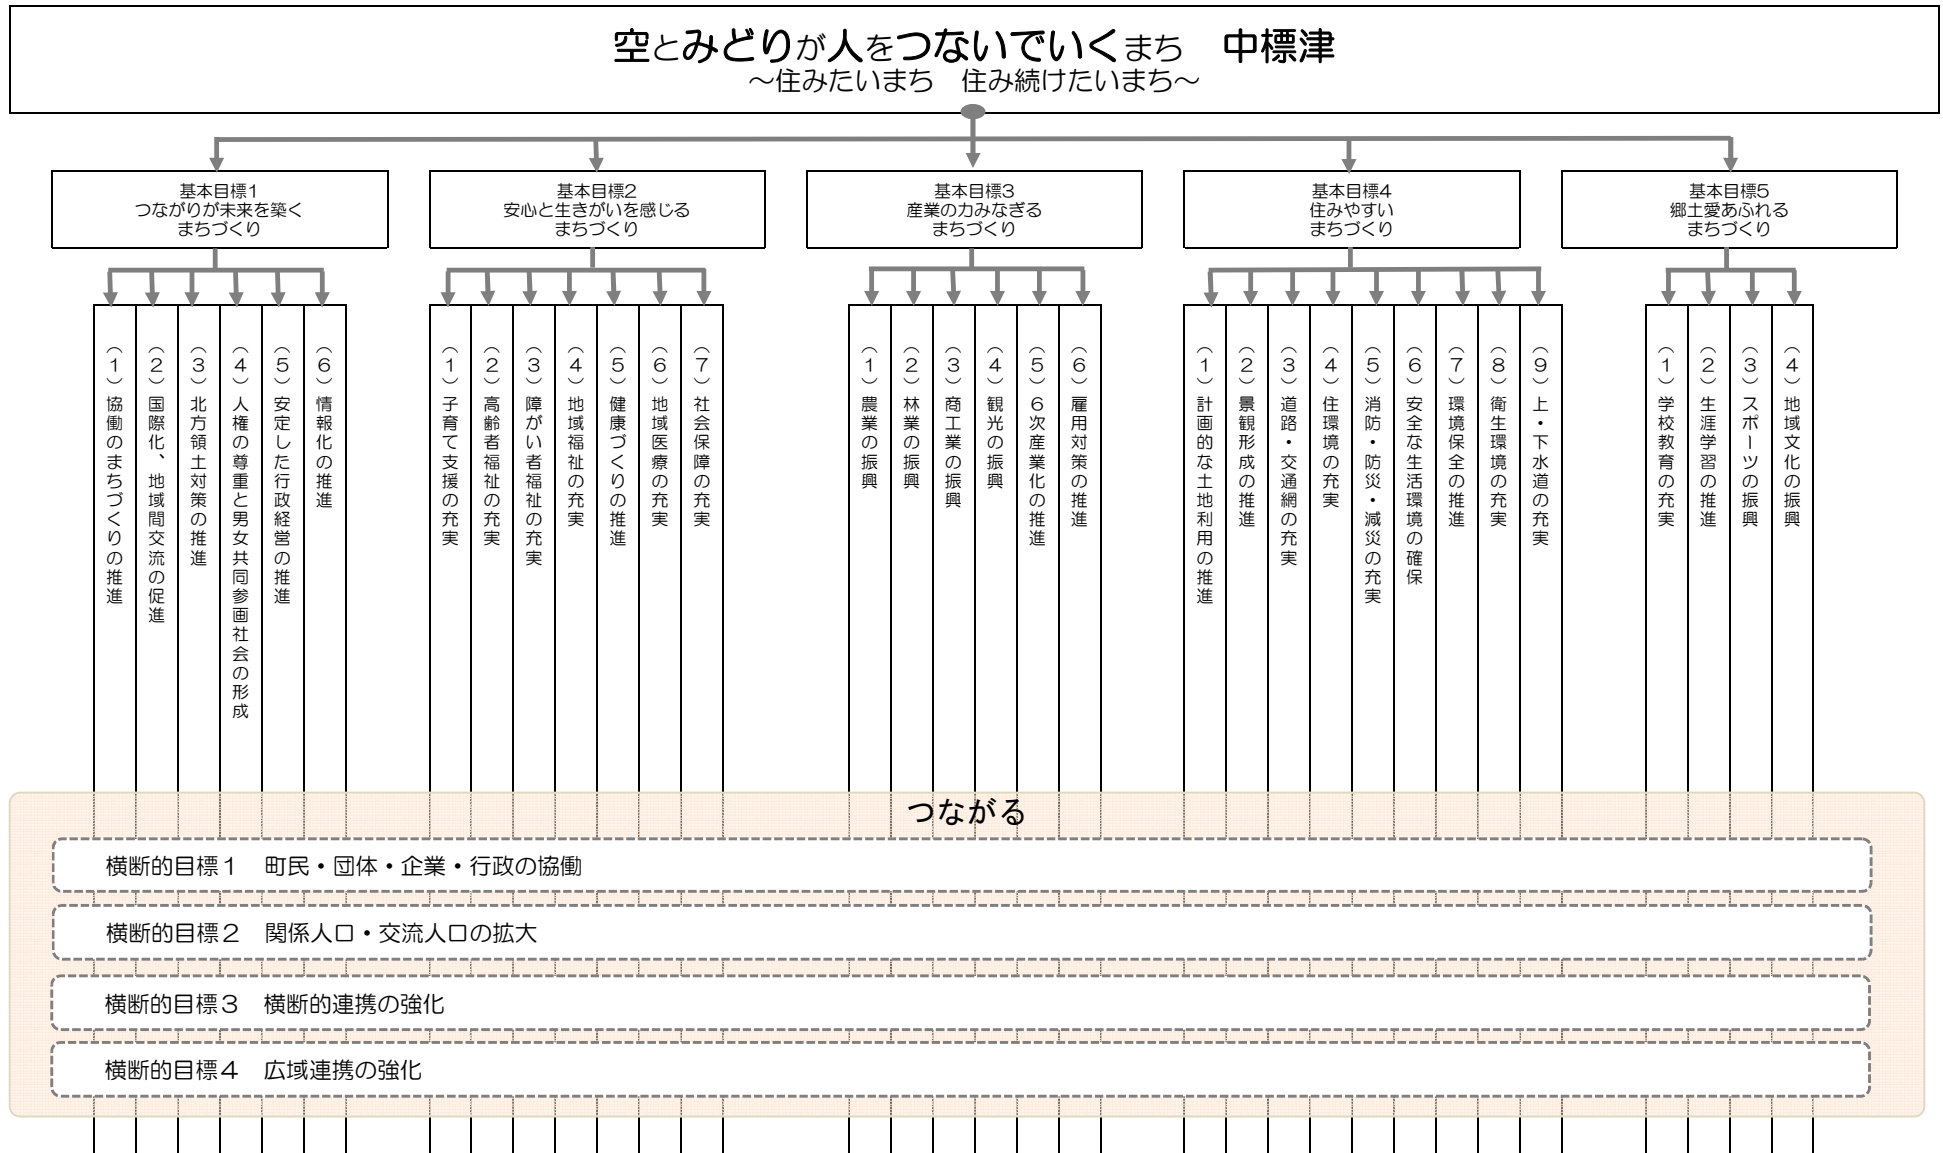 空とみどりが人をつないでいくまち　中標津
～住みたいまち　住み続けたいまち～
基本目標1
つながりが未来を築く
まちづくり
基本目標2
安心と生きがいを感じる
まちづくり
基本目標3
産業の力みなぎる
まちづくり
基本目標4
住みやすい
まちづくり
基本目標5
郷土愛あふれる
まちづくり
（1）協働のまちづくりの推進
（2）国際化、地域間交流の促進
（3）北方領土対策の推進
（4）人権の尊重と男女共同参画社会の形成
（5）安定した行政経営の推進
（6）情報化の推進
（1）子育て支援の充実
（2）高齢者福祉の充実
（3）障がい者福祉の充実
（4）地域福祉の充実
（5）健康づくりの推進
（6）地域医療の充実
（7）社会保障の充実
（1）農業の振興
（2）林業の振興
（3）商工業の振興
（4）観光の振興
（5）6次産業化の推進
（6）雇用対策の推進
（1）計画的な土地利用の推進
（2）景観形成の推進
（3）道路・交通網の充実
（4）住環境の充実
（5）消防・防災・減災の充実
（6）安全な生活環境の確保
（7）環境保全の推進
（8）衛生環境の充実
（9）上・下水道の充実
（1）学校教育の充実
（2）生涯学習の推進
（3）スポーツの振興
（4）地域文化の振興
つながる
横断的目標１　町民・団体・企業・行政の協働
横断的目標２　関係人口・交流人口の拡大
横断的目標３　横断的連携の強化
横断的目標４　広域連携の強化